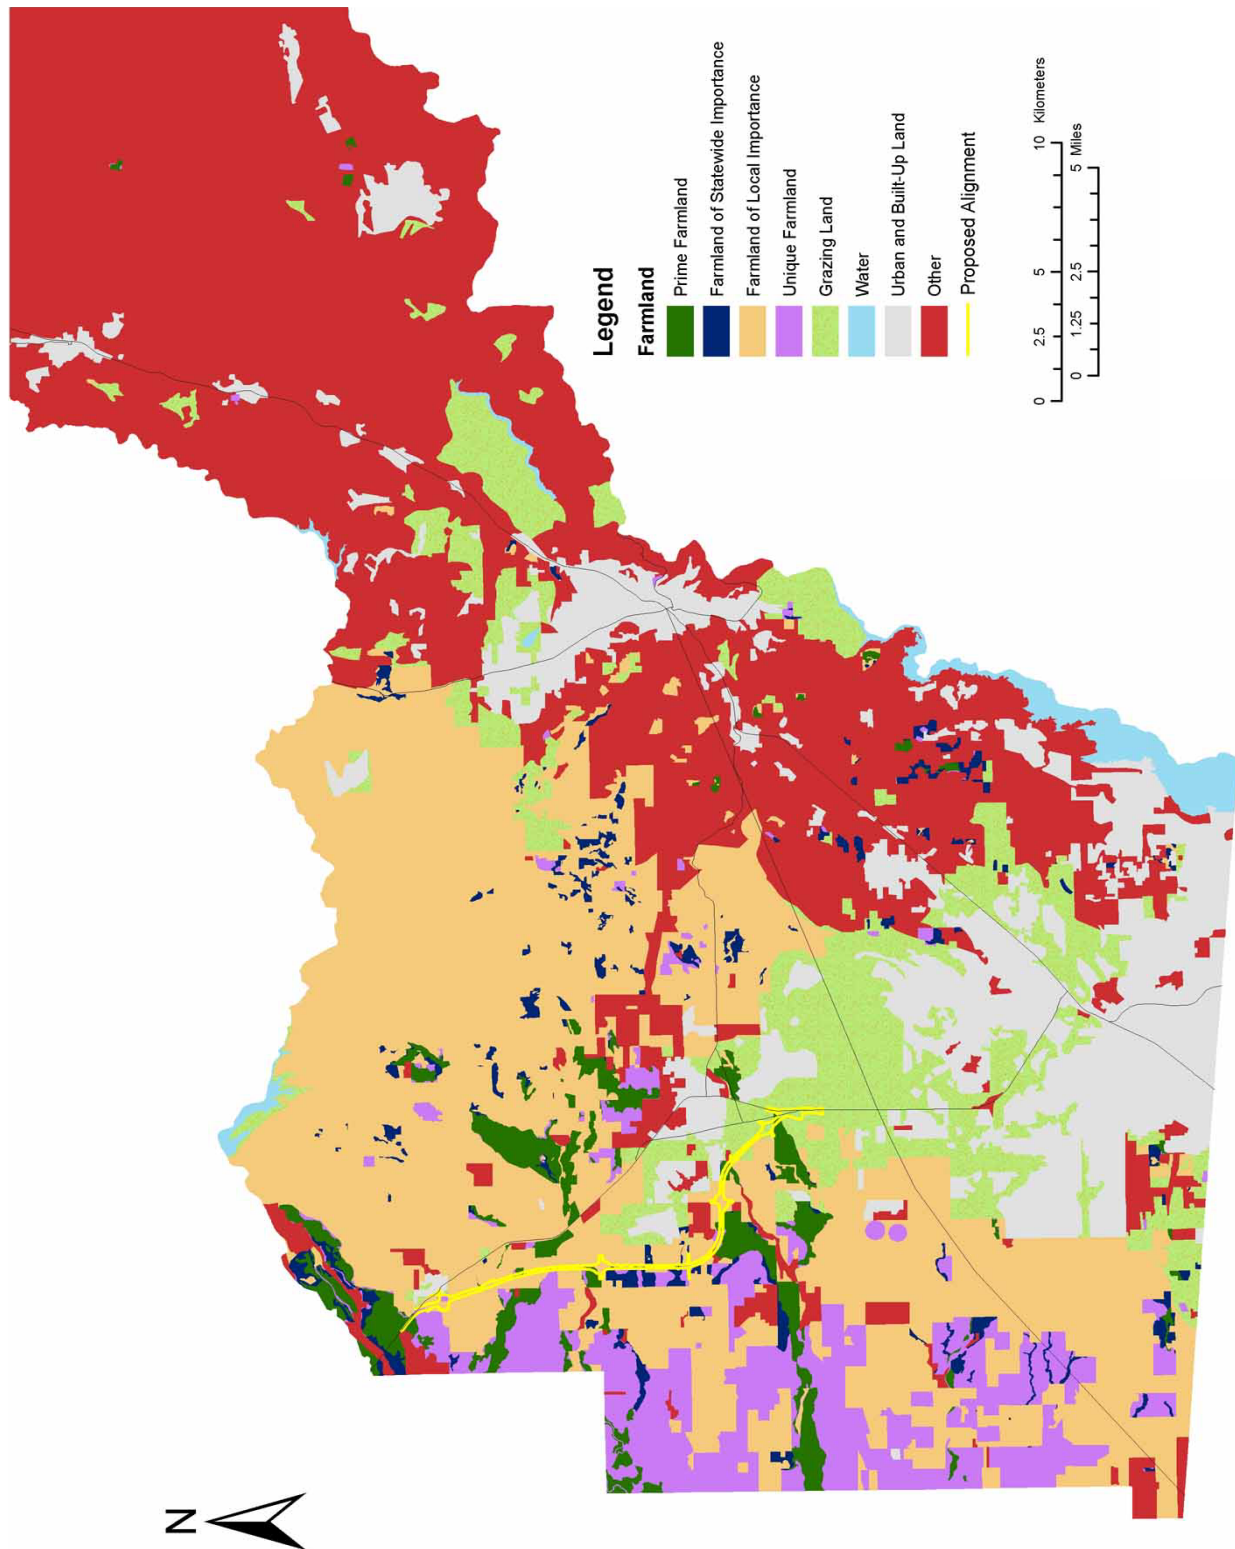 Legend
Farmland
Prime Farmland
Farmland of Statewide Importance
Farmland of Local Importance
Unique Farmland
Grazing Land
Water
Urban and Built-Up Land
Other
Proposed Alignment
0 2.5 5 10 Kilometers
0 1.25 2.5 5 Miles
N